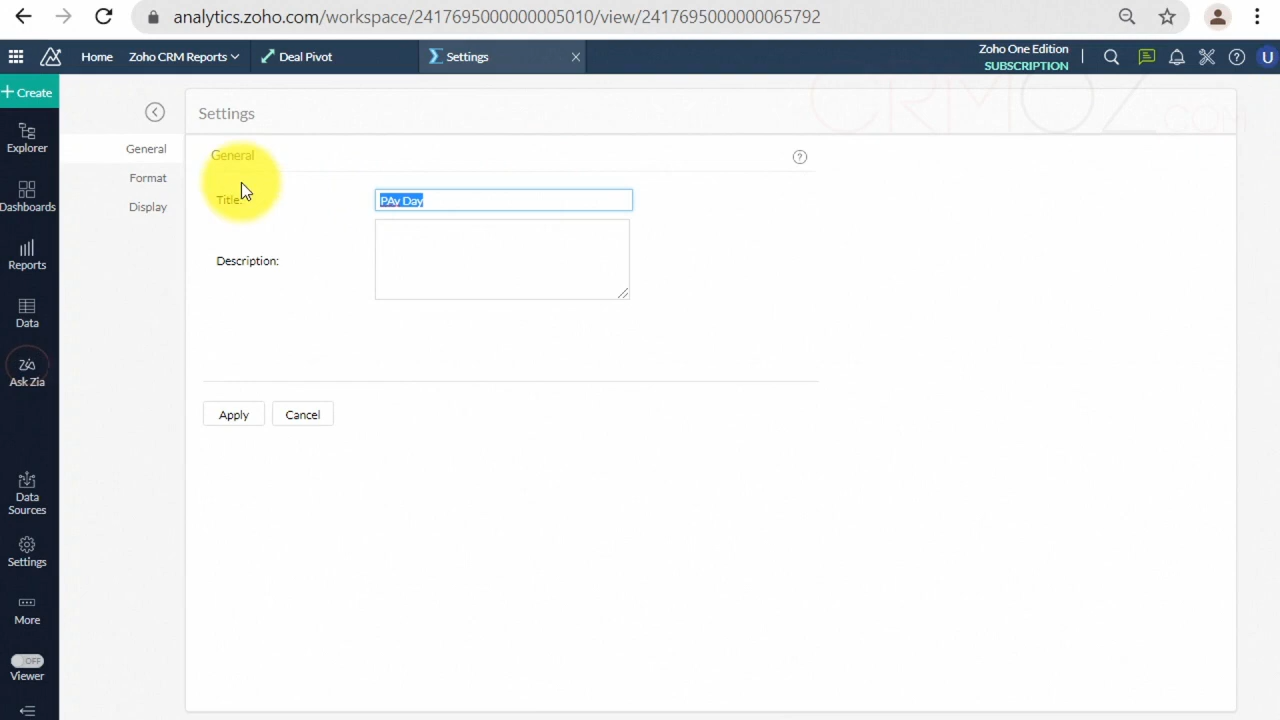 analytics.zoho.com/workspace/2417695000000005010/view/2417695000000065792
Home
Zoho CRM Reports
Deal Pivot
Settings
Zoho One Edition
SUBSCRIPTION
U
+ Create
Explorer
Dashboards
Reports
Data
Ask Zia
Data
Sources
Settings
More
OFF
Viewer
General
Format
Display
Settings
CRMOZ.com
General
Title:
PAy Day
Description:
Apply
Cancel